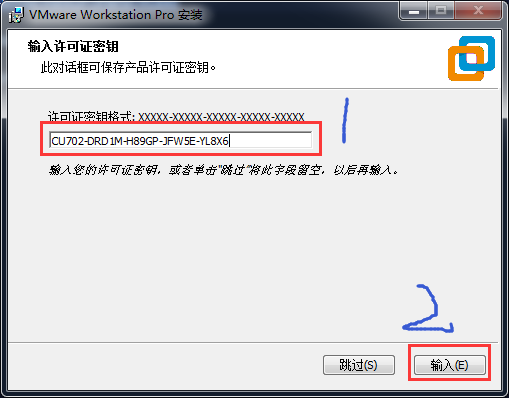 VMware Workstation Pro 安装
输入许可证密钥
此对话框可保存产品许可证密钥。
许可证密钥格式: XXXXX-XXXXX-XXXXX-XXXXX-XXXXX
1
CU702-DRD1M-H89GP-JFW5E-YL8X6
输入您的许可证密钥，或者单击"跳过"将此字段留空，以后再输入。
2
跳过(S)
输入(E)